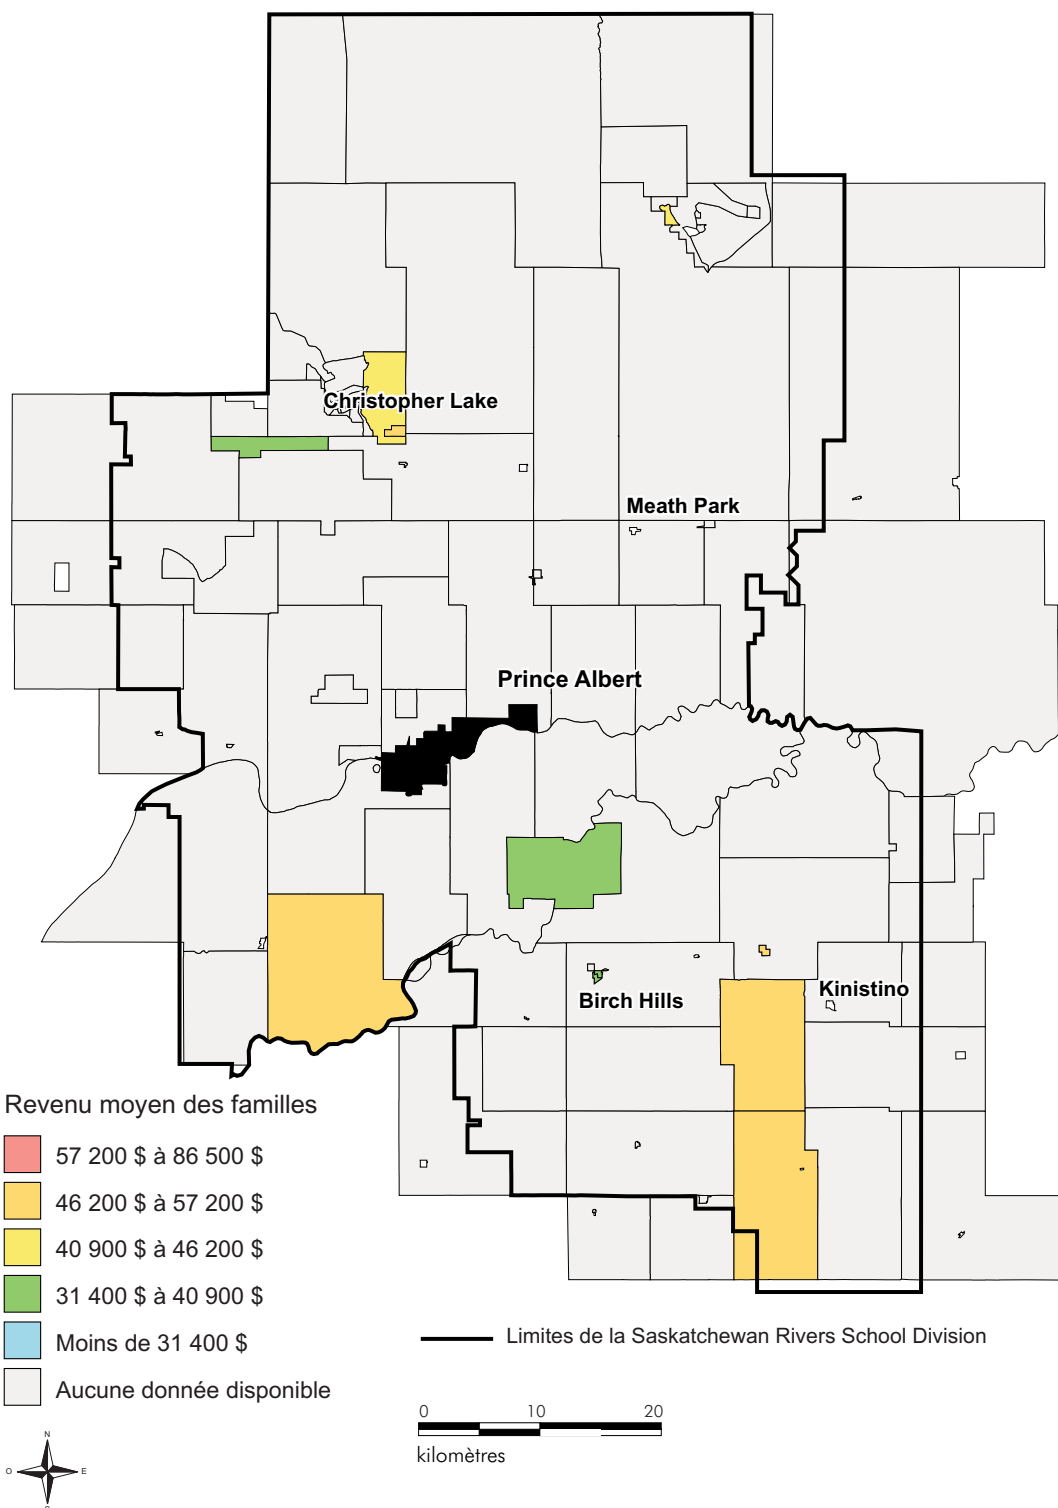 Christopher Lake
Meath Park
Prince Albert
Kinistino
Birch Hills
Revenu moyen des familles
57 200 $ à 86 500 $
46 200 $ à 57 200 $
40 900 $ à 46 200 $
31 400 $ à 40 900 $
Moins de 31 400 $
Aucune donnée disponible
Limites de la Saskatchewan Rivers School Division
0 10 20
kilomètres
N
O E
S